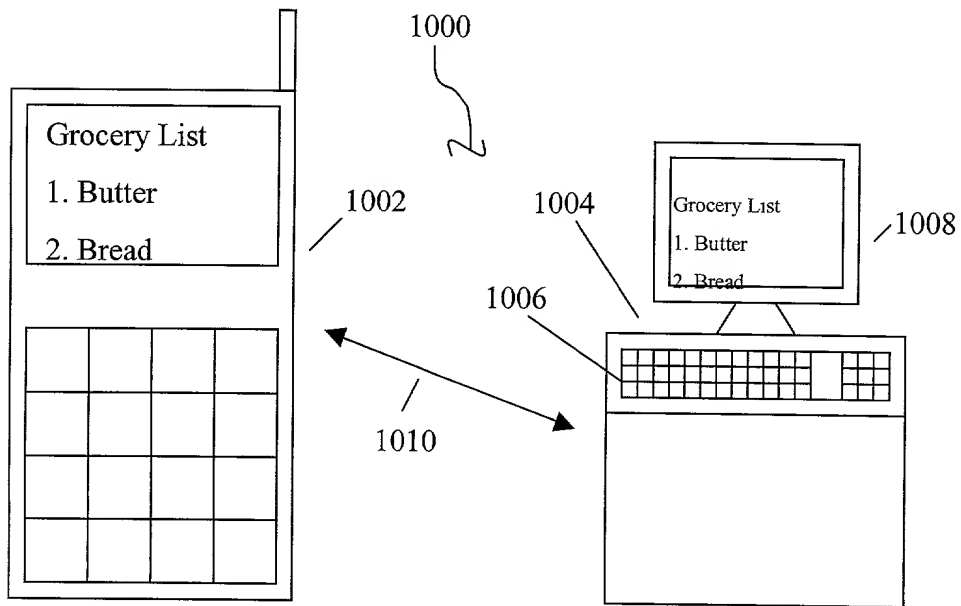 1000
Grocery List
1. Butter
2. Bread
1002
1004
1006
Grocery List
1. Butter
2. Bread
1008
1010